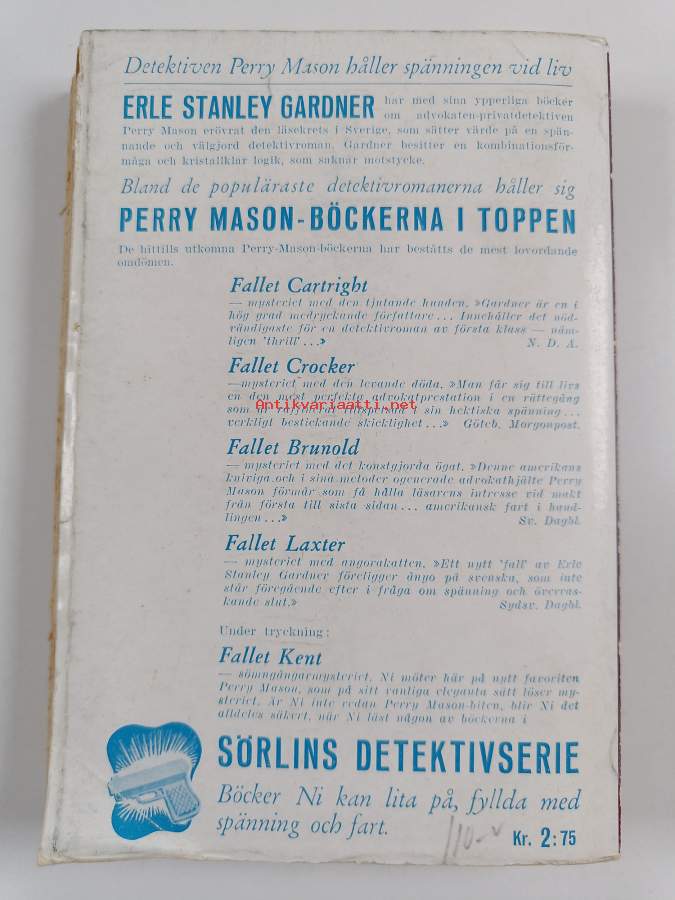 Detektiven Perry Mason håller spänningen vid liv
ERLE STANLEY GARDNER har med sina ypperliga böcker
om advokaten-privatdetektiven
Perry Mason erövrat den läsekrets i Sverige, som sätter värde på en spän-
nande och välgjord detektivroman. Gardner besitter en kombinationsför-
måga och kristallklar logik, som saknar motstycke.
Bland de populäraste detektivromanerna håller sig
PERRY MASON-BÖCKERNA I TOPPEN
De hittills utkomna Perry-Mason-böckerna har bestátts de mest lovordande
omdömen.
Fallet Cartright
— mysteriet med den tjutande hunden. »Gardner är en i
hög grad medryckande författare... Innehåller det nöd-
vändigaste för en detektivroman av första klass — näm-
ligen 'thrill'...» N. D. A.
Fallet Crocker
—mysteriet med den levande döda. »Man får sig till livs
en den mest perfekta advokatprestation i en rättegång
som är raffinerat i sin hektiska spänning...
verkligt bestickande skicklighet...» Göteb. Morgonpost.
Antikvariaatti.net
Fallet Brunold
— mysteriet med det konstgjorda ögat. »Denne amerikans
kniviga och i sina metoder ogenerade advokathjälte Perry
Mason förmår som få hålla läsarens intresse vid makt
från första till sista sidan... amerikansk fart i hand-
lingen...» Sv. Dagbl.
Fallet Laxter
— mysteriet med angorakatten. »Ett nytt 'fall' av Erle
Stanley Gardner föreligger ånyo på svenska, som inte
står föregående efter i fråga om spänning och överras-
kande slut.» Sydsv. Dagbl.
Under tryckning:
Fallet Kent
— sömngångarmysteriet. Ni möter här på nytt favoriten
Perry Mason, som på sitt vanliga eleganta sätt löser my-
steriet. Är Ni inte redan Perry Mason-biten, blir Ni det
alldeles säkert, när Ni läst någon av böckerna i
SÖRLINS DETEKTIVSERIE
Böcker Ni kan lita på, fyllda med
spänning och fart.
110-
Kr. 2:75